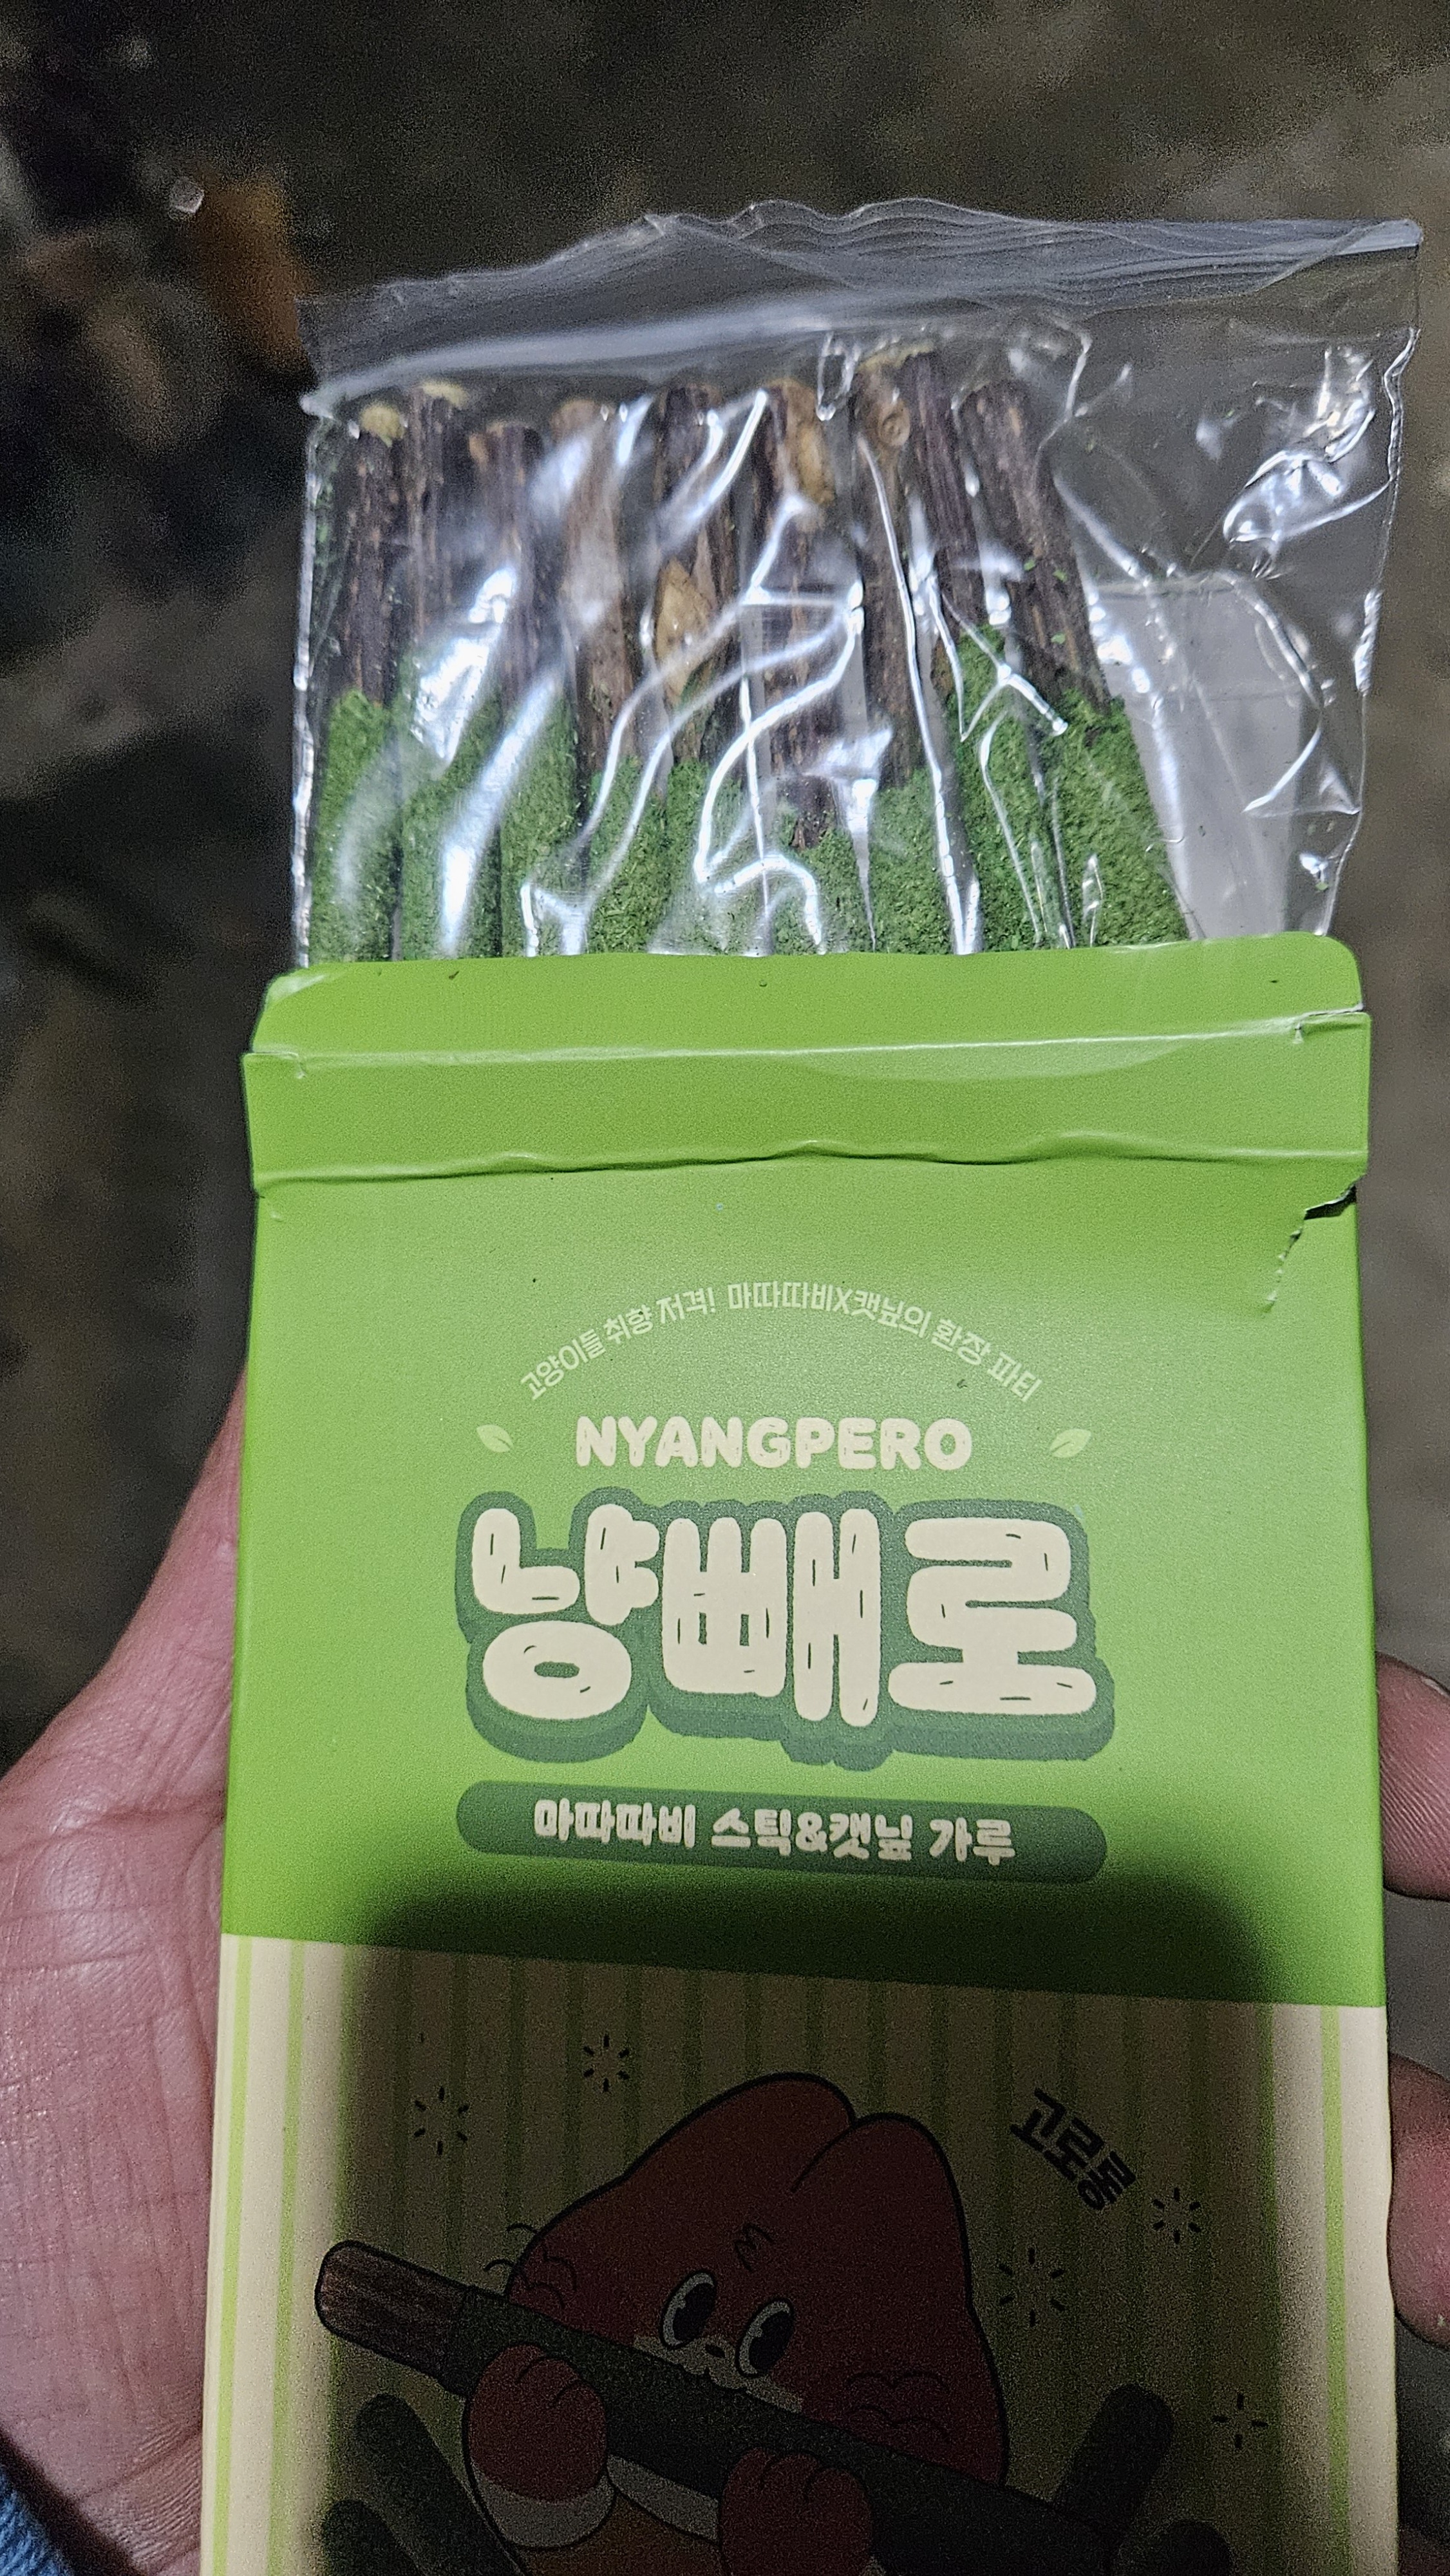 고양이들 취향 저격! 마따따비X캣닢의 환장 파티
NYANGPERO
냥빼로
마따따비 스틱&캣닢 가루
고로롱